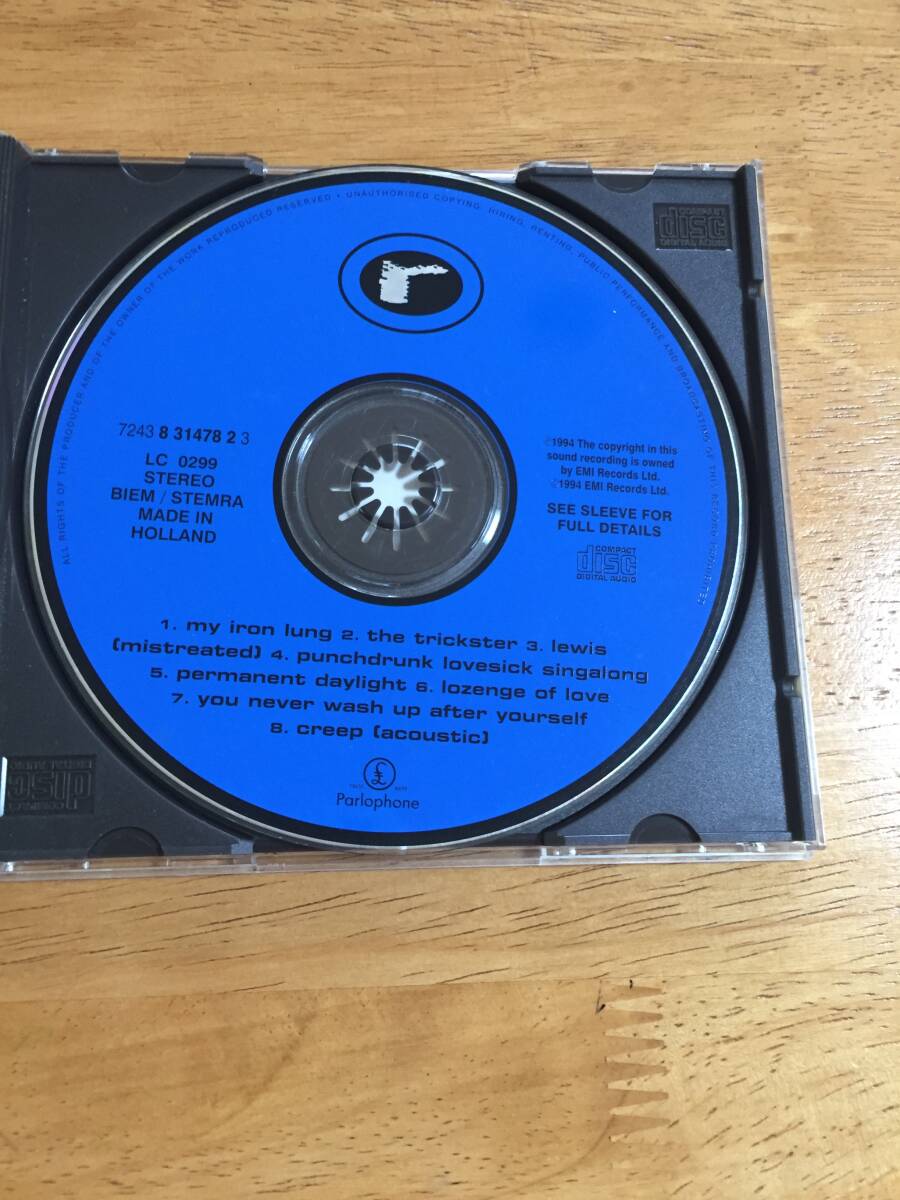 ALL RIGHTS OF THE PRODUCER AND OF THE OWNER OF THE WORK REPRODUCED RESERVED • UNAUTHORISED COPYING, HIRING, RENTING, PUBLIC PERFORMANCE AND BROADCASTING OF THIS RECORD PROHIBITED
COMPACT
disc
DIGITAL AUDIO
r
7243 8 31478 2 3
LC 0299
STEREO
BIEM / STEMRA
MADE IN
HOLLAND
℗1994 The copyright in this
sound recording is owned
by EMI Records Ltd.
©1994 EMI Records Ltd.
SEE SLEEVE FOR
FULL DETAILS
COMPACT
disc
DIGITAL AUDIO
1. my iron lung 2. the trickster 3. lewis
(mistreated) 4. punchdrunk lovesick singalong
5. permanent daylight 6. lozenge of love
7. you never wash up after yourself
8. creep (acoustic)
£
Parlophone
COMPACT
disc
DIGITAL AUDIO